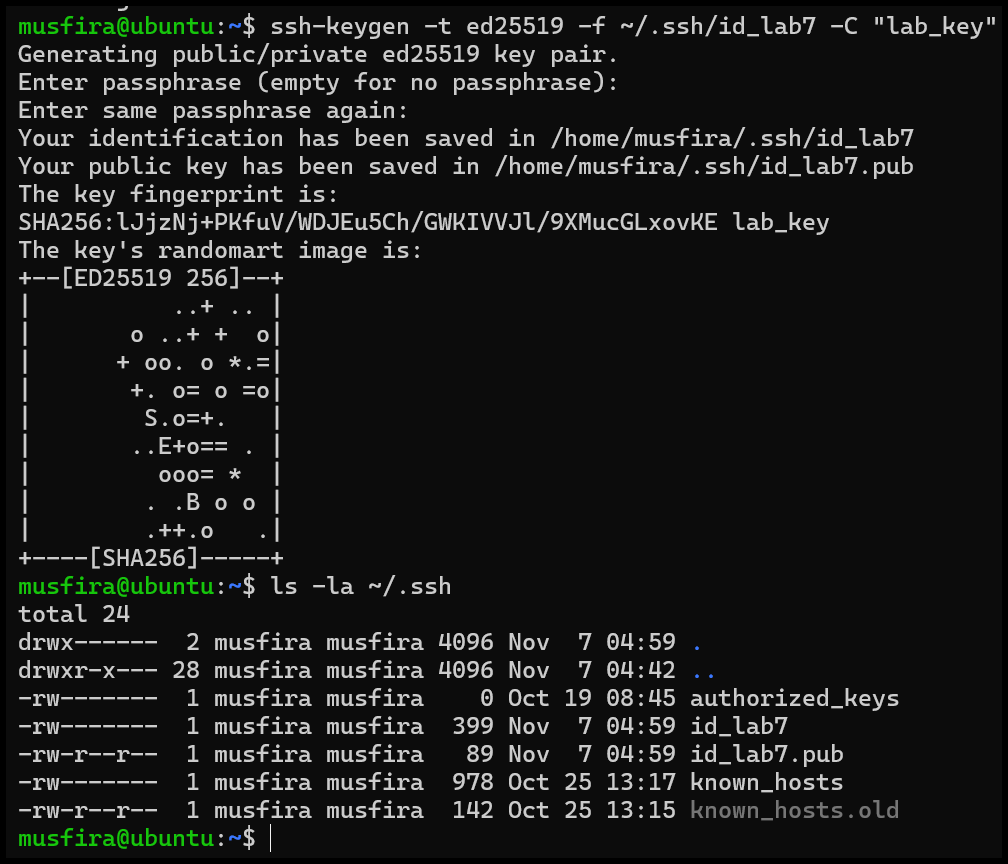 musfira@ubuntu:~$ ssh-keygen -t ed25519 -f ~/.ssh/id_lab7 -C "lab_key"
Generating public/private ed25519 key pair.
Enter passphrase (empty for no passphrase):
Enter same passphrase again:
Your identification has been saved in /home/musfira/.ssh/id_lab7
Your public key has been saved in /home/musfira/.ssh/id_lab7.pub
The key fingerprint is:
SHA256:lJjzNj+PKfuV/WDJEu5Ch/GWKIVVJl/9XMucGLxovKE lab_key
The key's randomart image is:
+--[ED25519 256]--+
|          ..+ .. |
|       o ..+ +  o|
|      + oo. o *.=|
|       +. o= o =o|
|        S.o=+.   |
|       ..E+o== . |
|         ooo= *  |
|        . .B o o |
|        .++.o   .|
+----[SHA256]-----+
musfira@ubuntu:~$ ls -la ~/.ssh
total 24
drwx------  2 musfira musfira 4096 Nov  7 04:59 .
drwxr-x--- 28 musfira musfira 4096 Nov  7 04:42 ..
-rw-------  1 musfira musfira    0 Oct 19 08:45 authorized_keys
-rw-------  1 musfira musfira  399 Nov  7 04:59 id_lab7
-rw-r--r--  1 musfira musfira   89 Nov  7 04:59 id_lab7.pub
-rw-------  1 musfira musfira  978 Oct 25 13:17 known_hosts
-rw-r--r--  1 musfira musfira  142 Oct 25 13:15 known_hosts.old
musfira@ubuntu:~$